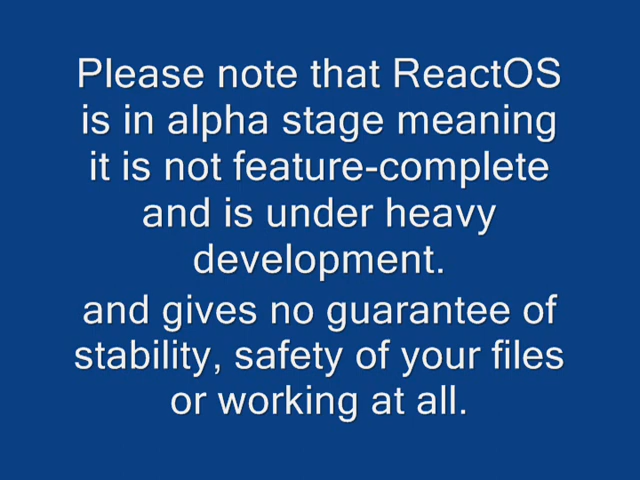 Please note that ReactOS
is in alpha stage meaning
it is not feature-complete
and is under heavy
development.
and gives no guarantee of
stability, safety of your files
or working at all.